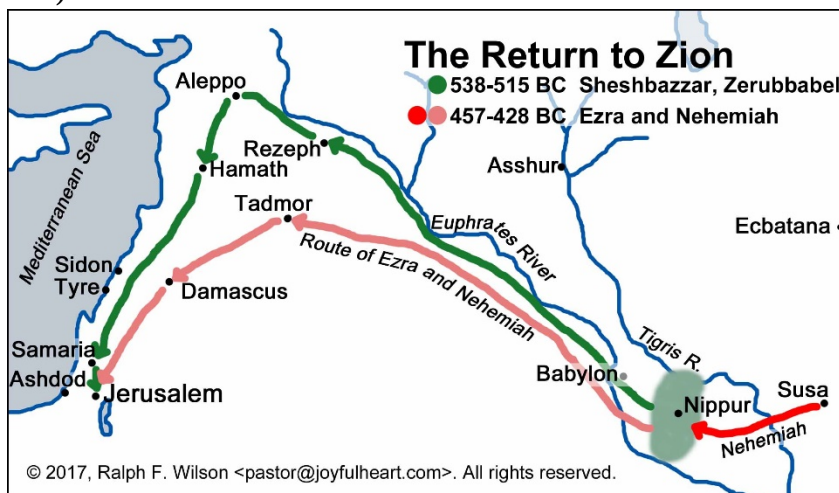 The Return to Zion
538-515 BC Sheshbazzar, Zerubbabel
457-428 BC Ezra and Nehemiah
Aleppo
Rezeph
Hamath
Asshur
Tadmor
Ecbatana
Mediterranean Sea
Euphrates River
Route of Ezra and Nehemiah
Sidon
Tyre
Damascus
Tigris R.
Samaria
Babylon
Ashdod
Jerusalem
Nippur
Susa
Nehemiah
© 2017, Ralph F. Wilson <pastor@joyfulheart.com>. All rights reserved.